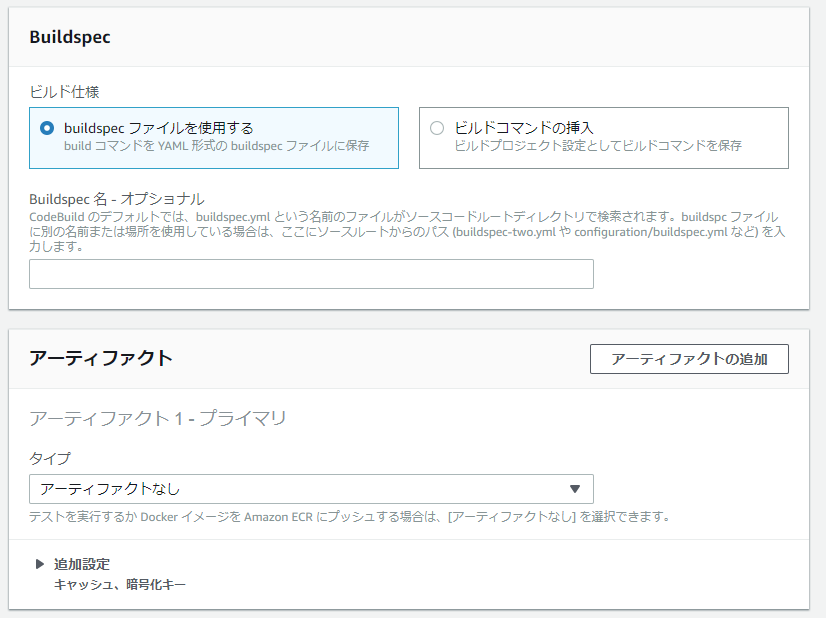 Buildspec
ビルド仕様
buildspec ファイルを使用する
build コマンドを YAML 形式の buildspec ファイルに保存
ビルドコマンドの挿入
ビルドプロジェクト設定としてビルドコマンドを保存
Buildspec 名 - オプショナル
CodeBuild のデフォルトでは、buildspec.yml という名前のファイルがソースコードルートディレクトリで検索されます。buildspc ファイル
に別の名前または場所を使用している場合は、ここにソースルートからのパス (buildspec-two.yml や configuration/buildspec.yml など) を入
力します。
アーティファクト
アーティファクトの追加
アーティファクト 1 - プライマリ
タイプ
アーティファクトなし
テストを実行するか Docker イメージを Amazon ECR にプッシュする場合は、[アーティファクトなし] を選択できます。
追加設定
キャッシュ、暗号化キー